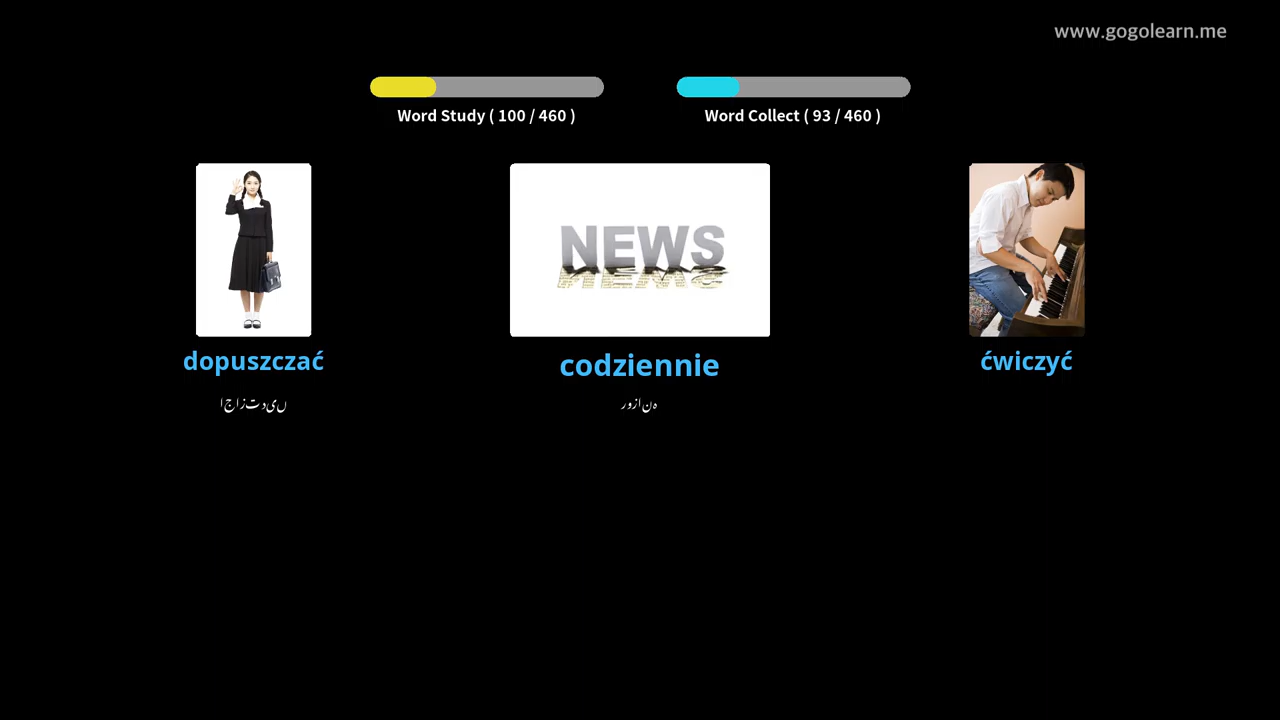 www.gogolearn.me
Word Study ( 100 / 460 )
Word Collect ( 93 / 460 )
NEWS
dopuszczać
codziennie
ćwiczyć
اجازت دیں
روزانہ